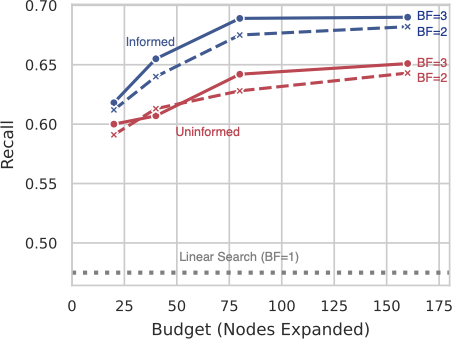 0.70
BF=3
BF=2
Informed
0.65
BF=3
BF=2
0.60
Uninformed
Recall
0.55
0.50
Linear Search (BF=1)
0 25 50 75 100 125 150 175
Budget (Nodes Expanded)